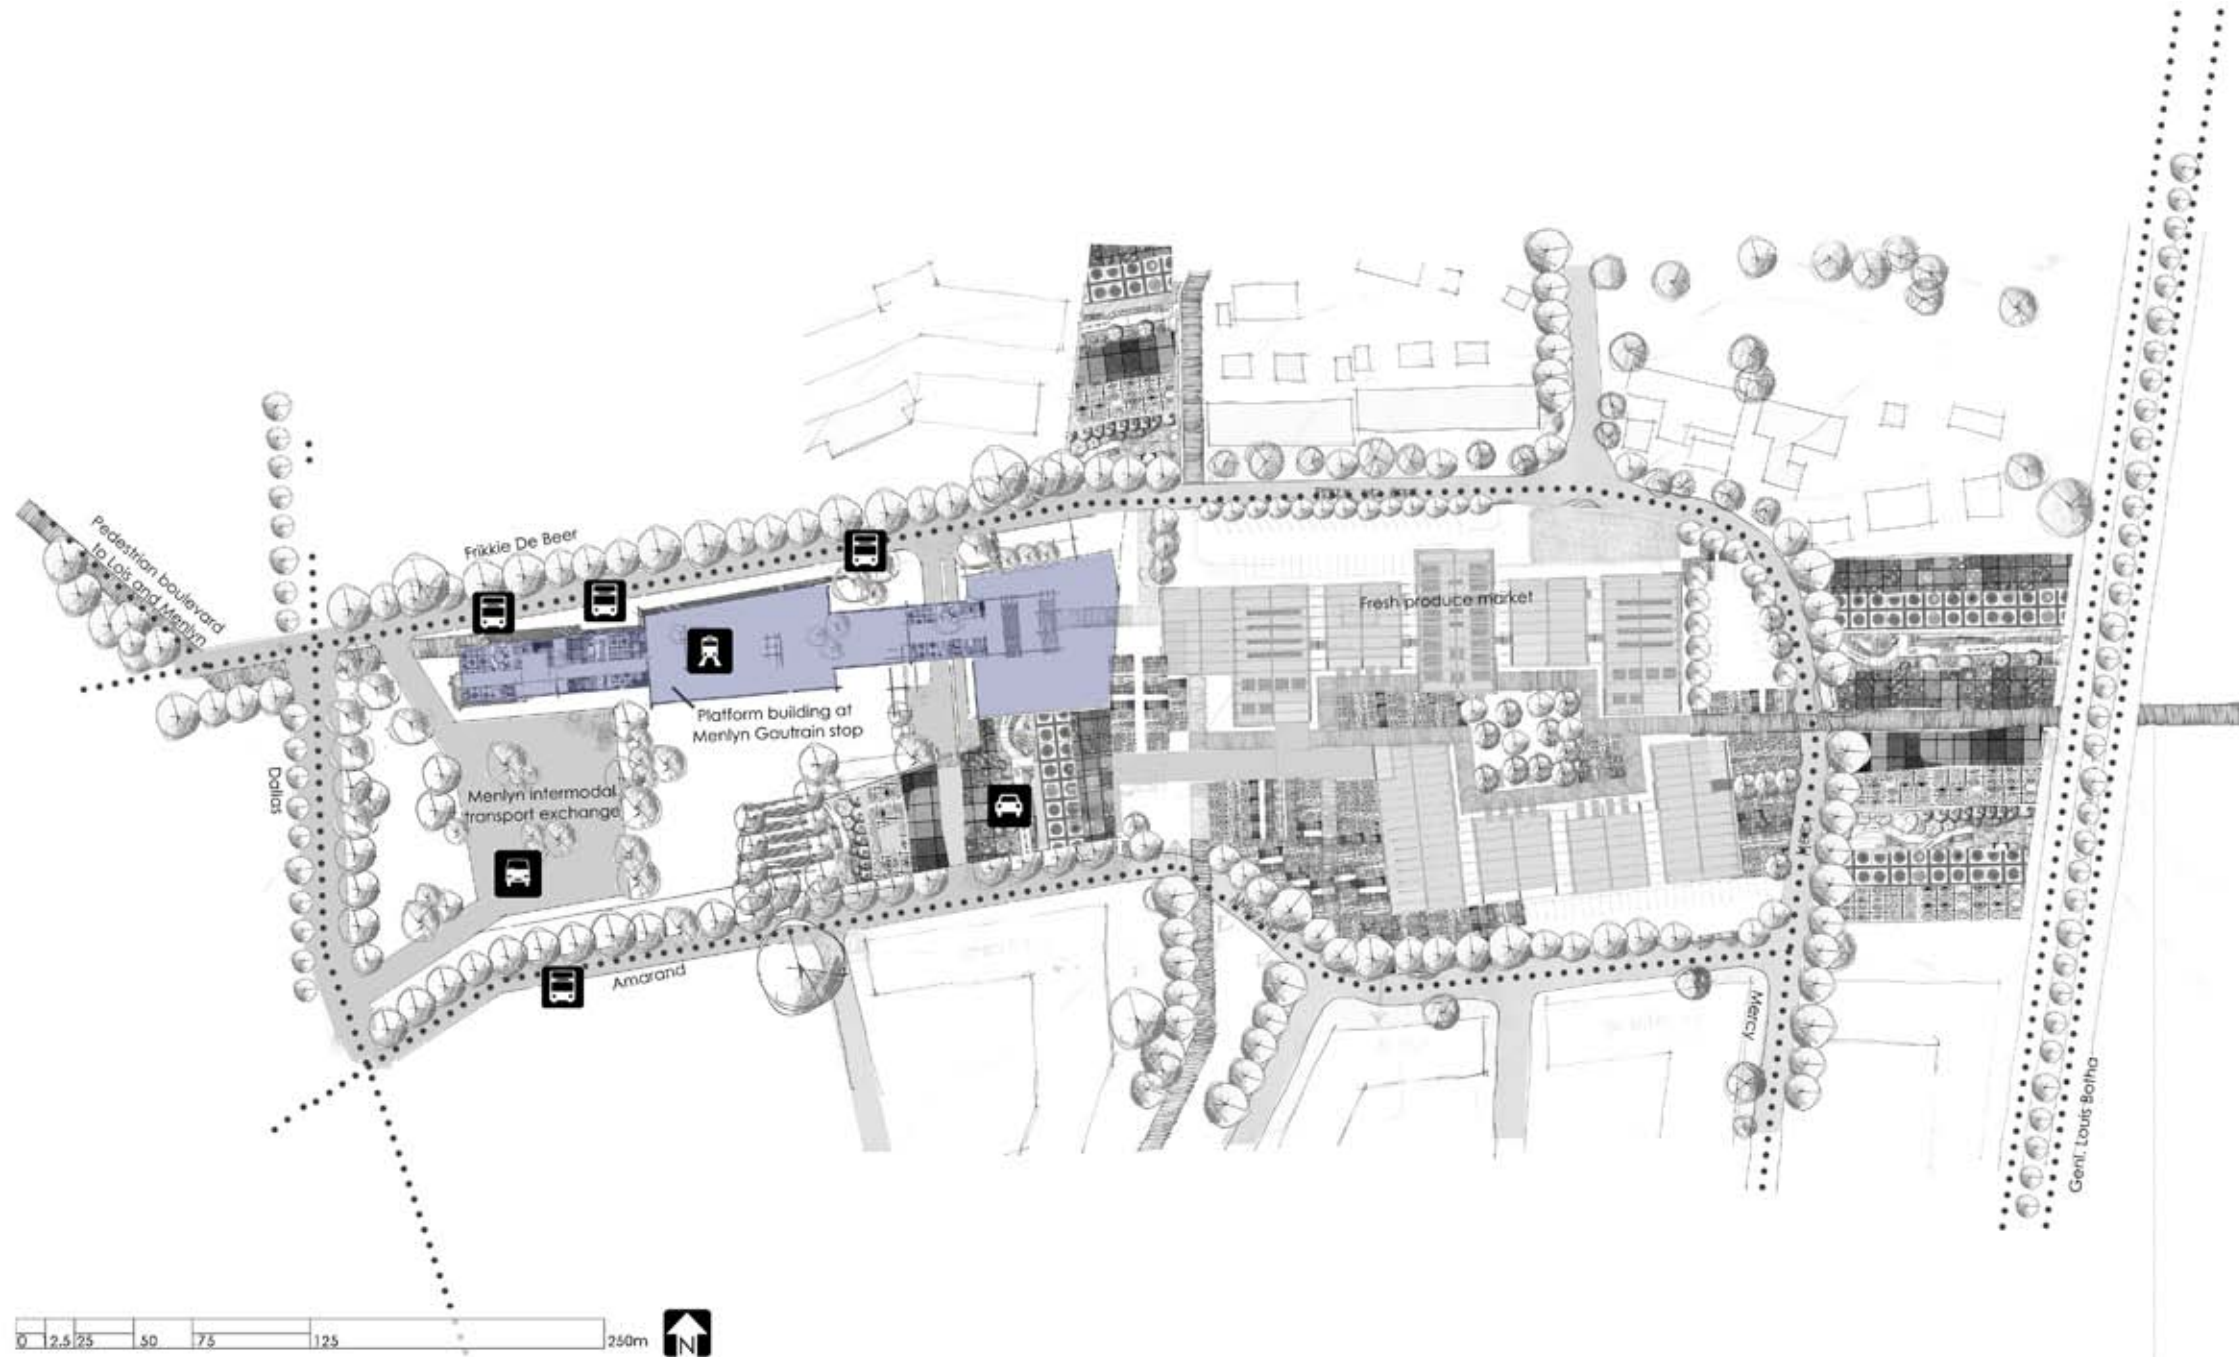 Pedestrian boulevard
to Lois and Menlyn
Frikkie De Beer
Fresh produce market
Platform building at
Menlyn Gautrain stop
Dallas
Menlyn intermodal
transport exchange
Amarand
Mercy
Genl. Louis Botha
0 12.5 25 50 75 125 250m
N